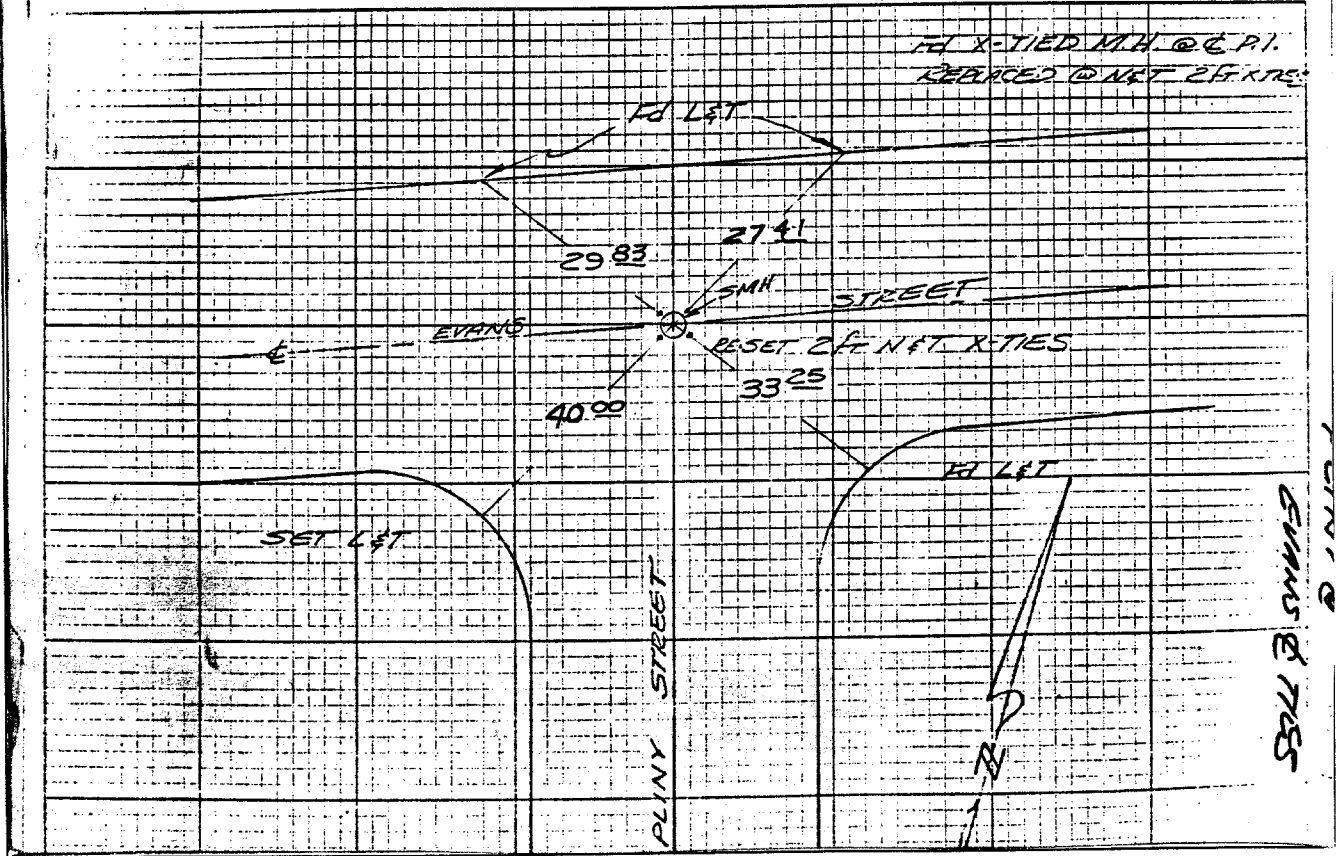 Fd X-TIED M.H. @ ℄ P.I.
REPLACED @ N&T 2ft X TIES
Fd L&T
27 41
29 83
SMH
STREET
EVANS
℄
RESET 2ft N&T X TIES
33 25
40 00
Fd L&T
SET L&T
PLINY STREET
N
EVANS & TIES